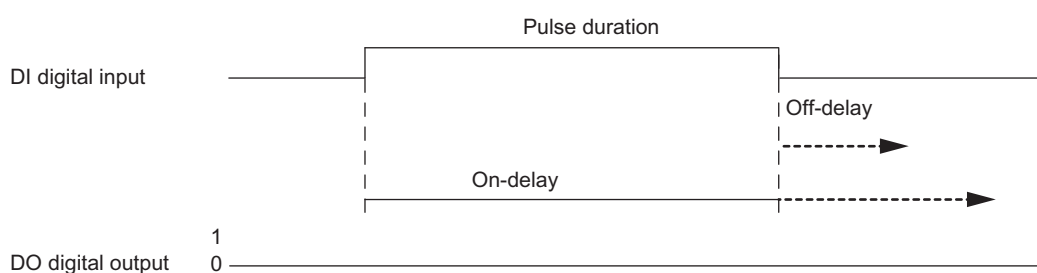 Pulse duration
DI digital input
Off-delay
On-delay
1
DO digital output 0